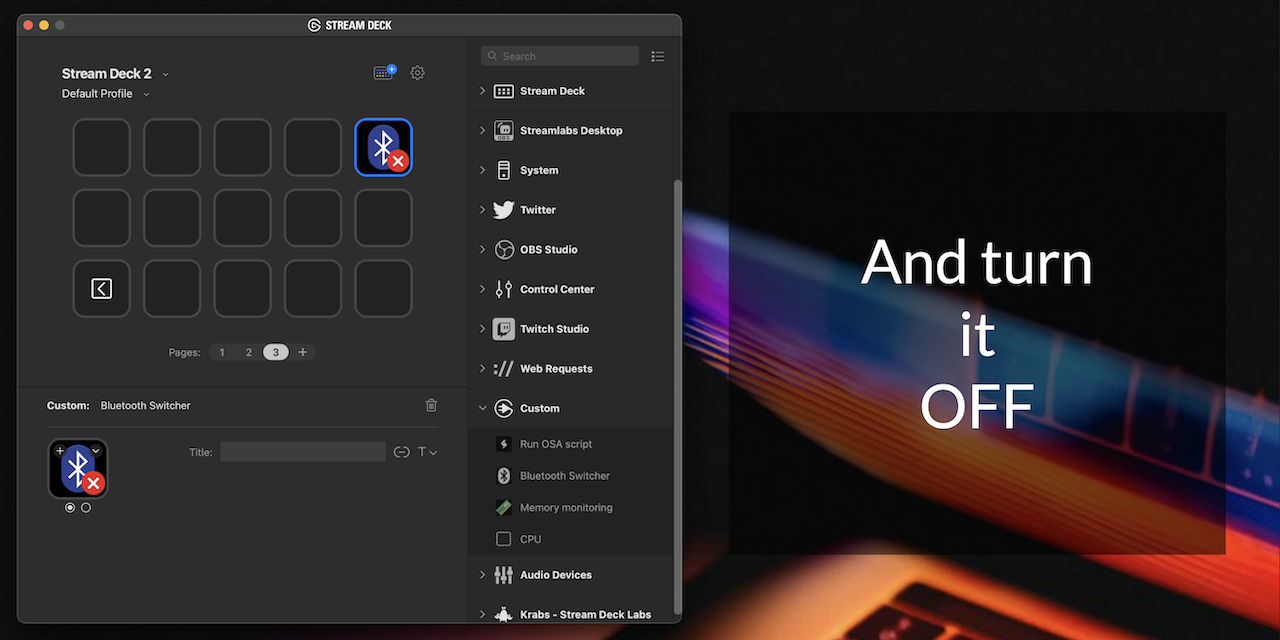 STREAM DECK
Stream Deck 2
Default Profile
Pages: 1 2 3 +
Custom: Bluetooth Switcher
Title: T
Search
Stream Deck
OBS
Streamlabs Desktop
System
Twitter
OBS Studio
Control Center
Twitch Studio
Web Requests
Custom
Run OSA script
Bluetooth Switcher
Memory monitoring
CPU
Audio Devices
Krabs - Stream Deck Labs
And turn
it
OFF